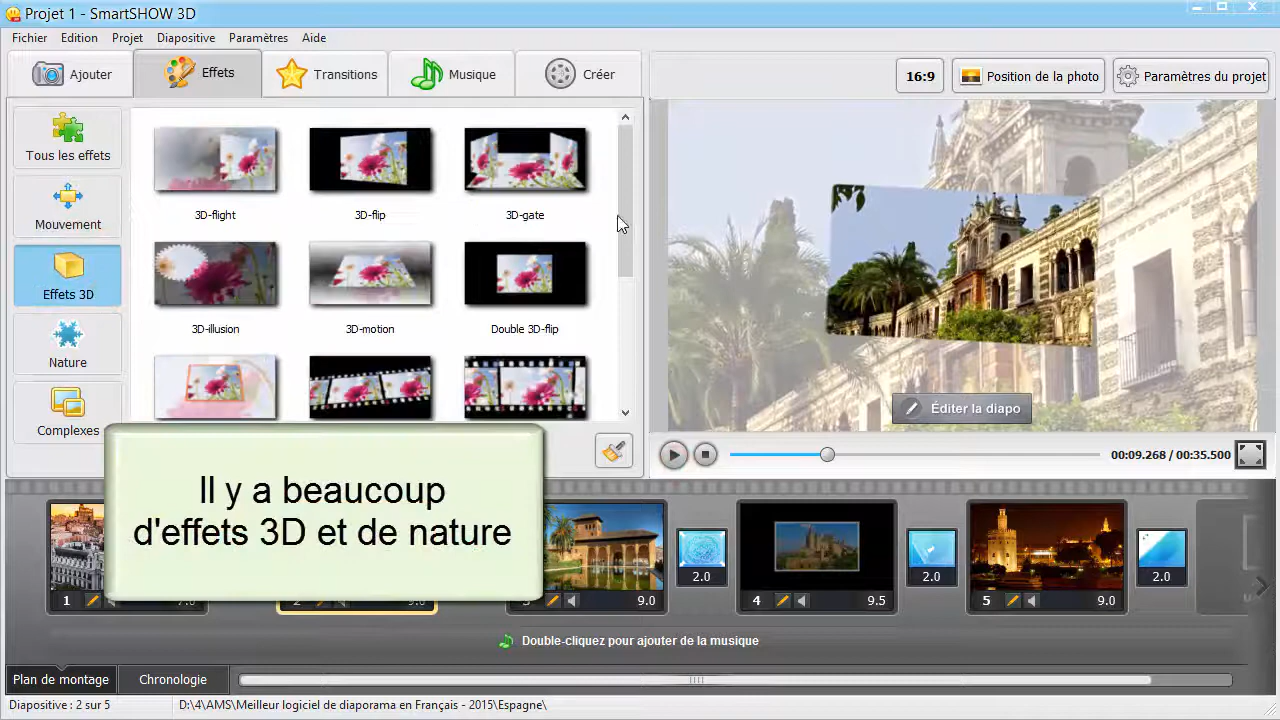 Projet 1 - SmartSHOW 3D
Fichier Edition Projet Diapositive Paramètres Aide
Ajouter Effets Transitions Musique Créer
16:9 Position de la photo Paramètres du projet
Tous les effets
Mouvement
Effets 3D
Nature
Complexes
3D-flight 3D-flip 3D-gate
3D-illusion 3D-motion Double 3D-flip
Éditer la diapo
00:09.268 / 00:35.500
Il y a beaucoup
d'effets 3D et de nature
2.0 2.0 2.0
1 9.0 4 9.5 5 9.0
Double-cliquez pour ajouter de la musique
Plan de montage Chronologie
Diapositive : 2 sur 5 D:\4\AMS\Meilleur logiciel de diaporama en Français - 2015\Espagne\